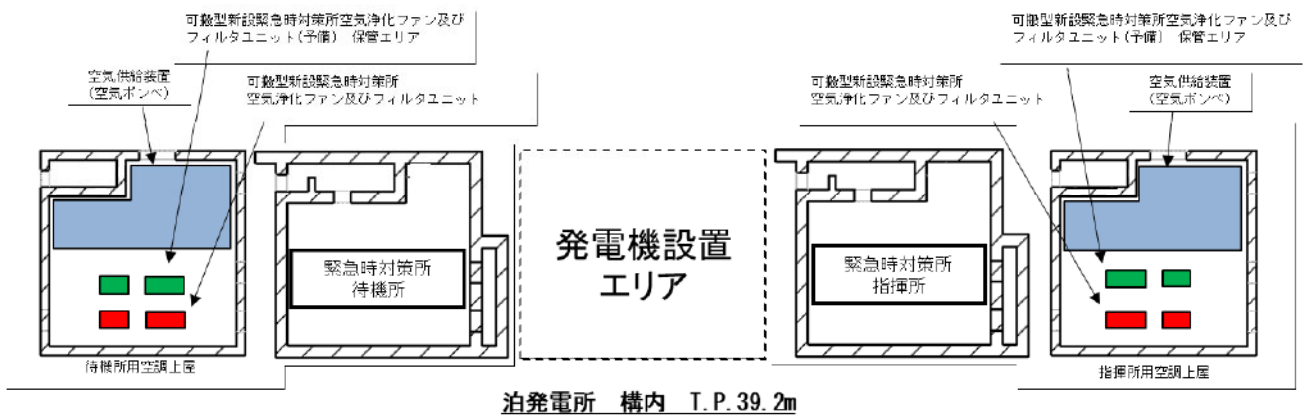 可搬型新設緊急時対策所空気浄化ファン及び
フィルタユニット(予備) 保管エリア
空気供給装置
(空気ボンベ)
可搬型新設緊急時対策所
空気浄化ファン及びフィルタユニット
可搬型新設緊急時対策所空気浄化ファン及び
フィルタユニット(予備) 保管エリア
可搬型新設緊急時対策所
空気浄化ファン及びフィルタユニット
空気供給装置
(空気ボンベ)
緊急時対策所
待機所
発電機設置
エリア
緊急時対策所
指揮所
待機所用空調上屋
指揮所用空調上屋
泊発電所 構内 T.P.39.2m